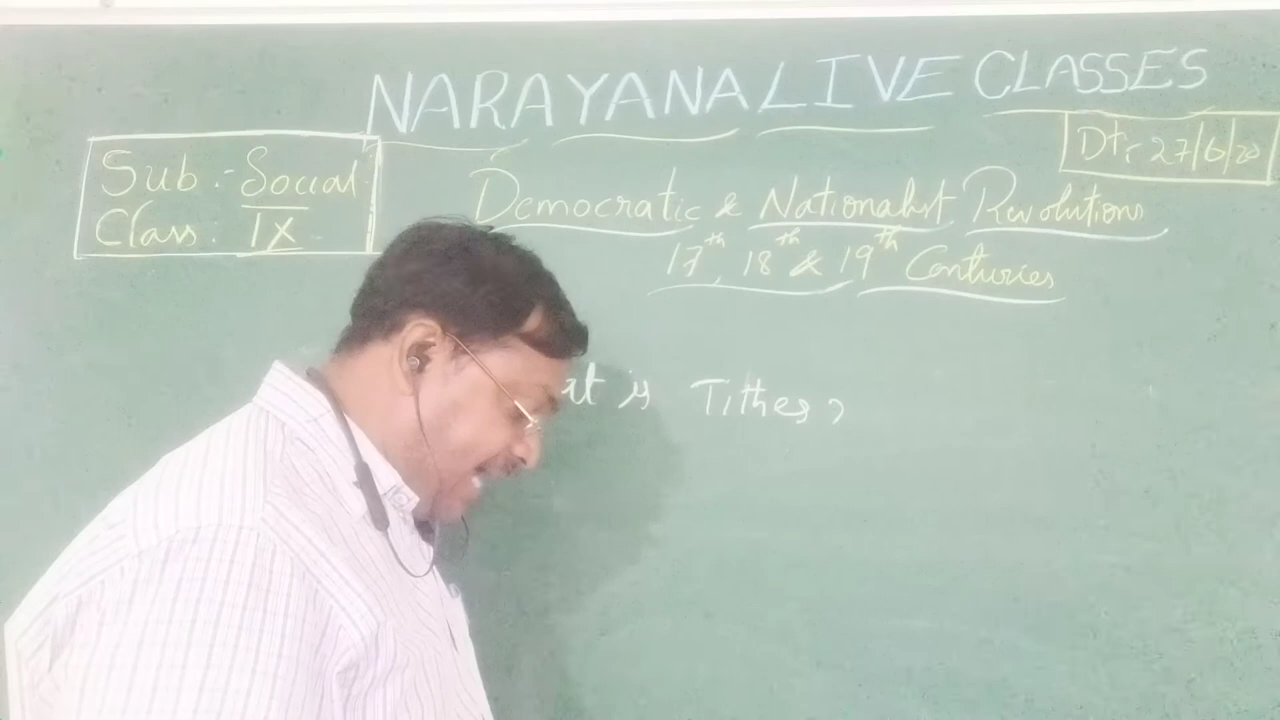 NARAYANA LIVE CLASSES
Sub :- Social
Class: IX
Dt: 27/6/20
Democratic & Nationalist Revolutions
17th, 18th & 19th Centuries
is Tithes?